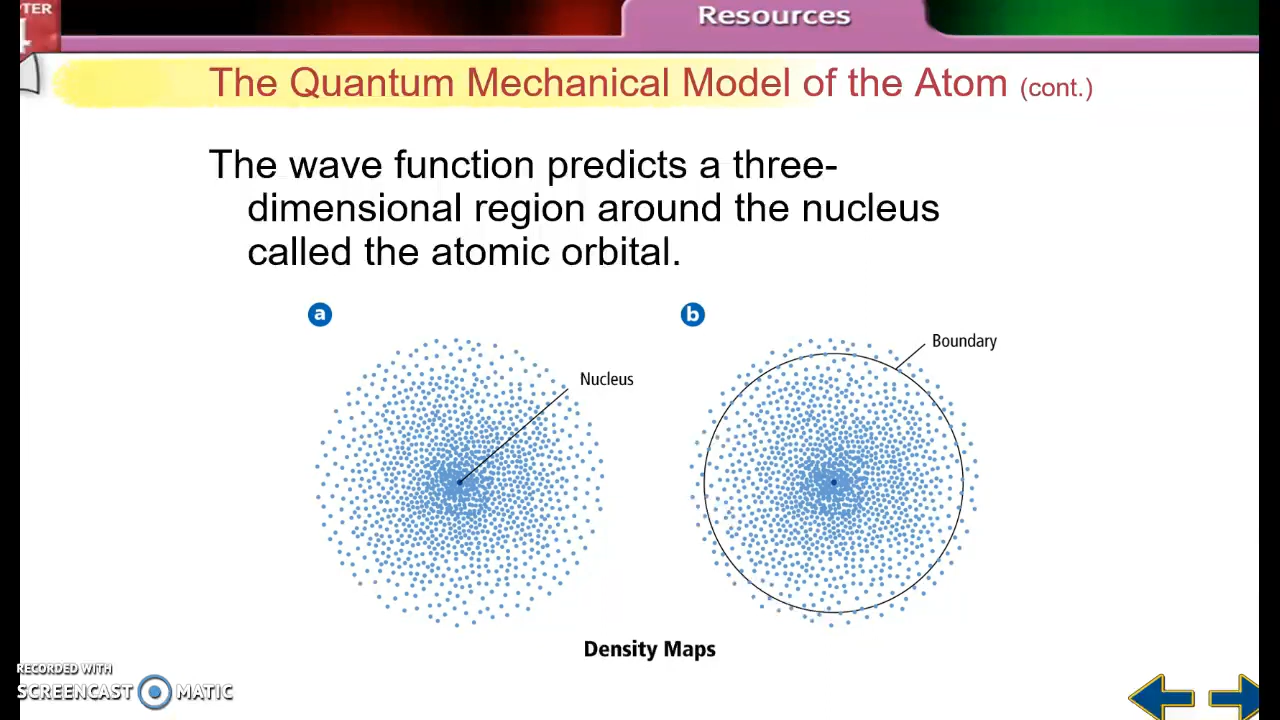 TER
4
Resources
The Quantum Mechanical Model of the Atom (cont.)
The wave function predicts a three-
dimensional region around the nucleus
called the atomic orbital.
a
b
Boundary
Nucleus
Density Maps
RECORDED WITH
SCREENCAST MATIC